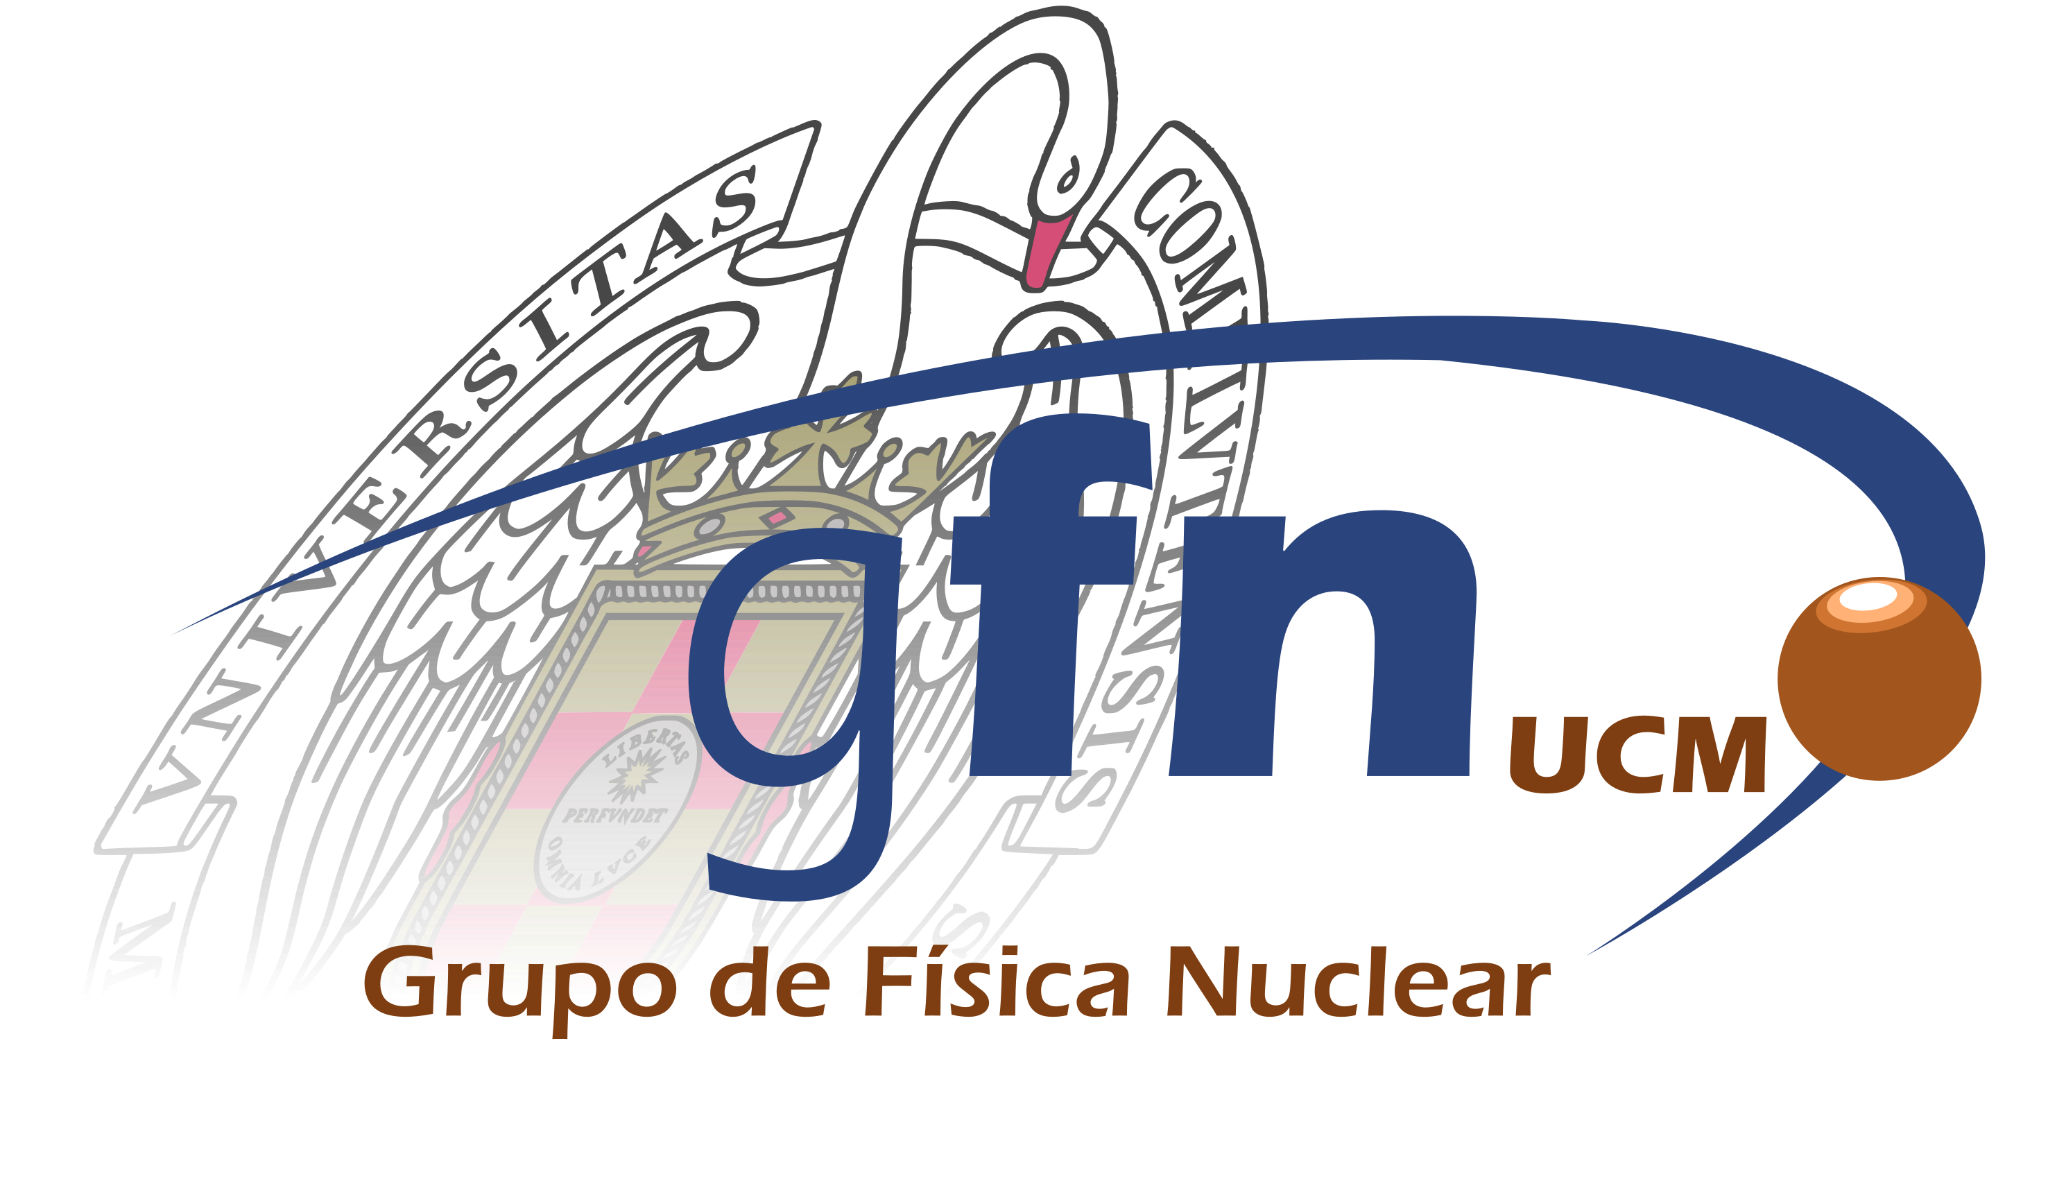 VNIVERSITAS
COMPLVTENSIS
LIBERTAS
PERFVNDET
OMNIA LVCE
gfn
UCM
Grupo de Física Nuclear